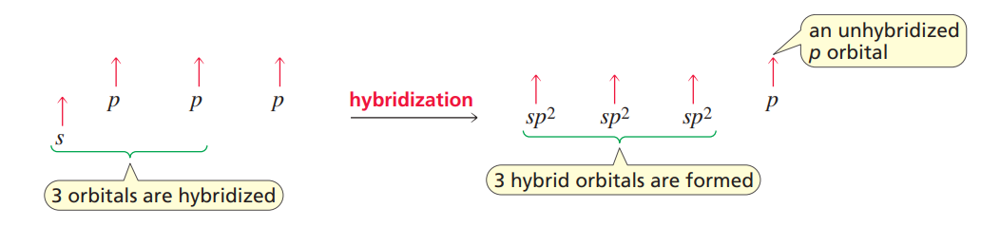 an unhybridized
p orbital
p
p
p
hybridization
s
sp²
sp²
sp²
p
3 orbitals are hybridized
3 hybrid orbitals are formed